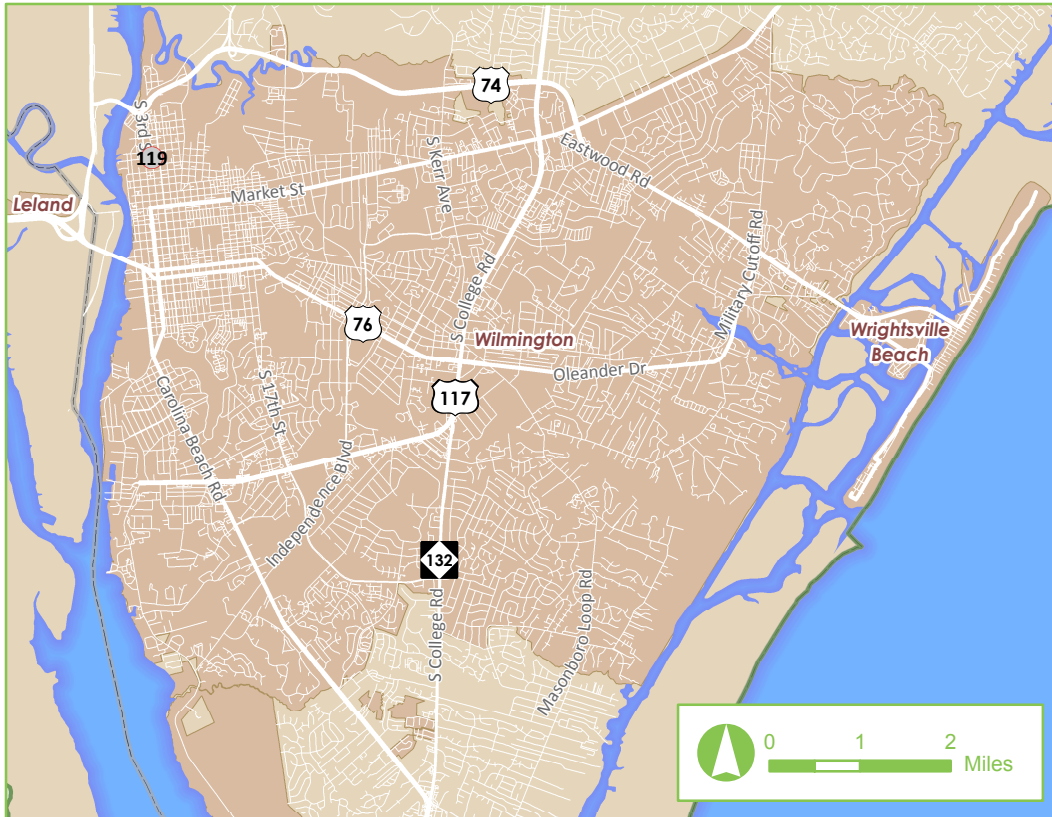 74
S 3rd S
119
S Kerr Ave
Eastwood Rd
Market St
Leland
Military Cutoff Rd
S College Rd
76
Wilmington
Wrightsville
Beach
Oleander Dr
117
Carolina Beach Rd
S 17th St
Independence Blvd
132
S College Rd
Masonboro Loop Rd
0 1 2
Miles